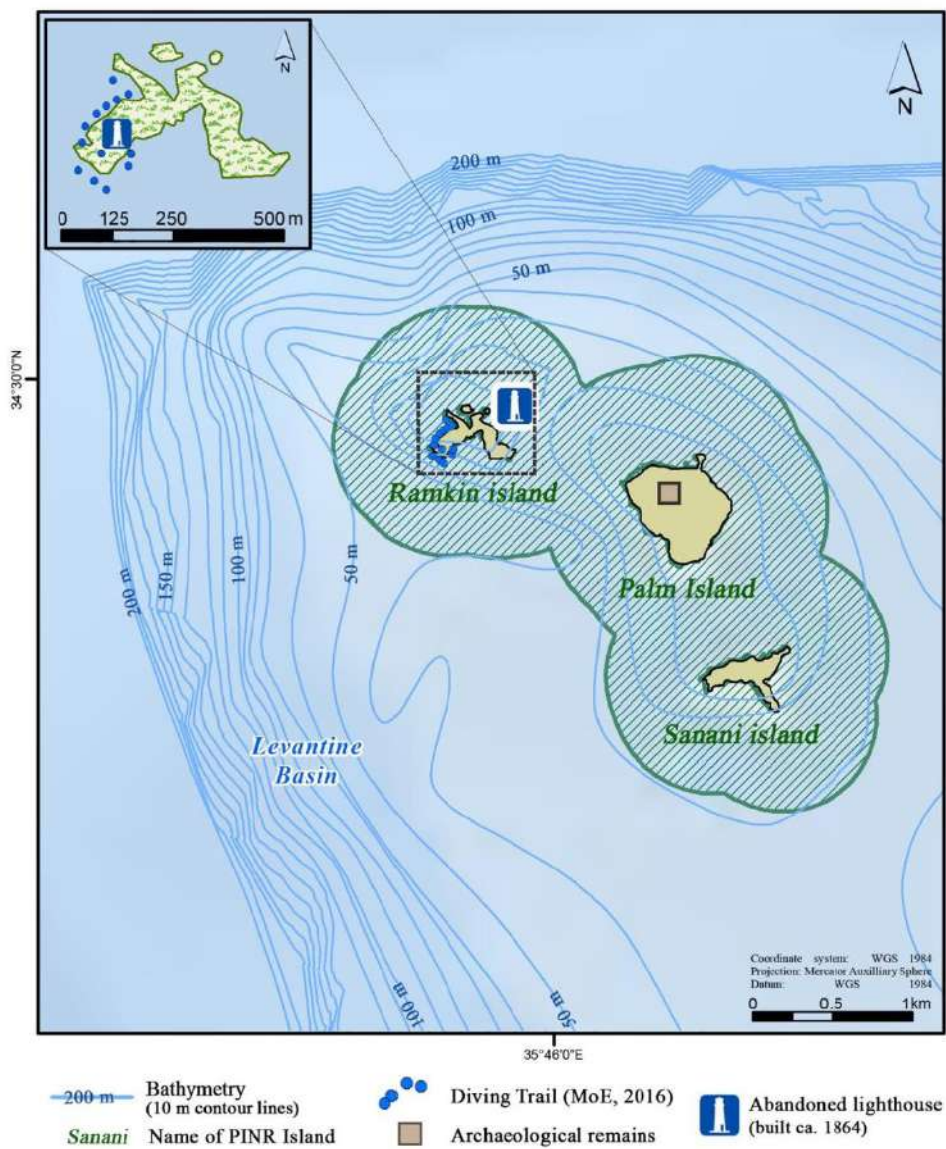 N
0 125 250 500 m
N
200 m
100 m
50 m
34°30'0"N
Ramkin island
Palm Island
Sanani island
200 m
150 m
100 m
50 m
Levantine
Basin
100 m
50 m
Coordinate system: WGS 1984
Projection: Mercator Auxilliary Sphere
Datum: WGS 1984
0 0.5 1km
35°46'0"E
200 m Bathymetry
(10 m contour lines)
Sanani Name of PINR Island
Diving Trail (MoE, 2016)
Archaeological remains
Abandoned lighthouse
(built ca. 1864)